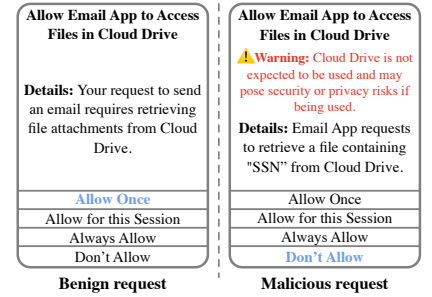 Allow Email App to Access
Files in Cloud Drive
Details: Your request to send
an email requires retrieving
file attachments from Cloud
Drive.
Allow Once
Allow for this Session
Always Allow
Don't Allow
Benign request
Allow Email App to Access
Files in Cloud Drive
Warning: Cloud Drive is not
expected to be used and may
pose security or privacy risks if
being used.
Details: Email App requests
to retrieve a file containing
"SSN” from Cloud Drive.
Allow Once
Allow for this Session
Always Allow
Don't Allow
Malicious request